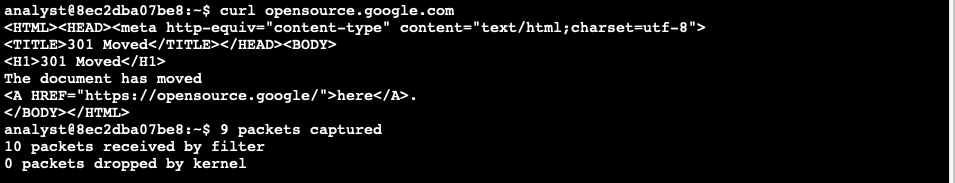 analyst@8ec2dba07be8:~$ curl opensource.google.com
<HTML><HEAD><meta http-equiv="content-type" content="text/html;charset=utf-8">
<TITLE>301 Moved</TITLE></HEAD><BODY>
<H1>301 Moved</H1>
The document has moved
<A HREF="https://opensource.google/">here</A>.
</BODY></HTML>
analyst@8ec2dba07be8:~$ 9 packets captured
10 packets received by filter
0 packets dropped by kernel